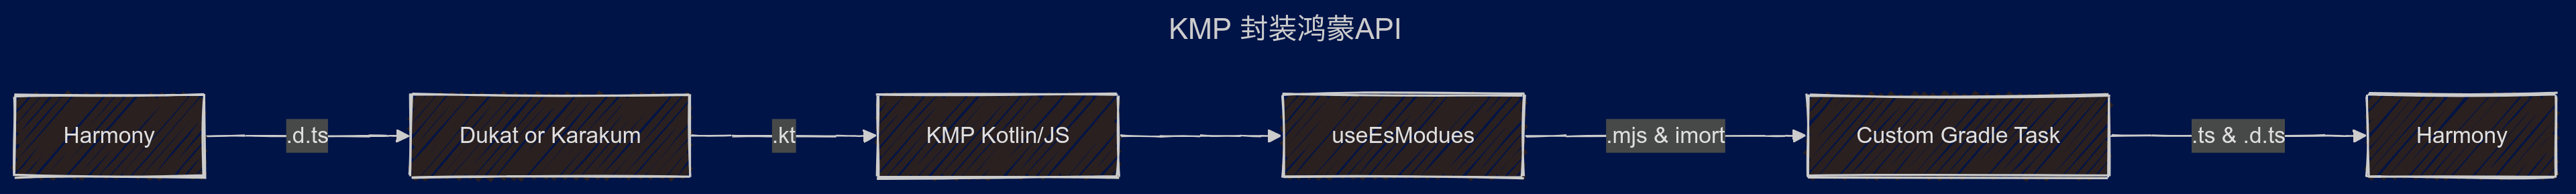 KMP 封装鸿蒙API
Harmony
.d.ts
Dukat or Karakum
.kt
KMP Kotlin/JS
useEsModues
.mjs & imort
Custom Gradle Task
.ts & .d.ts
Harmony